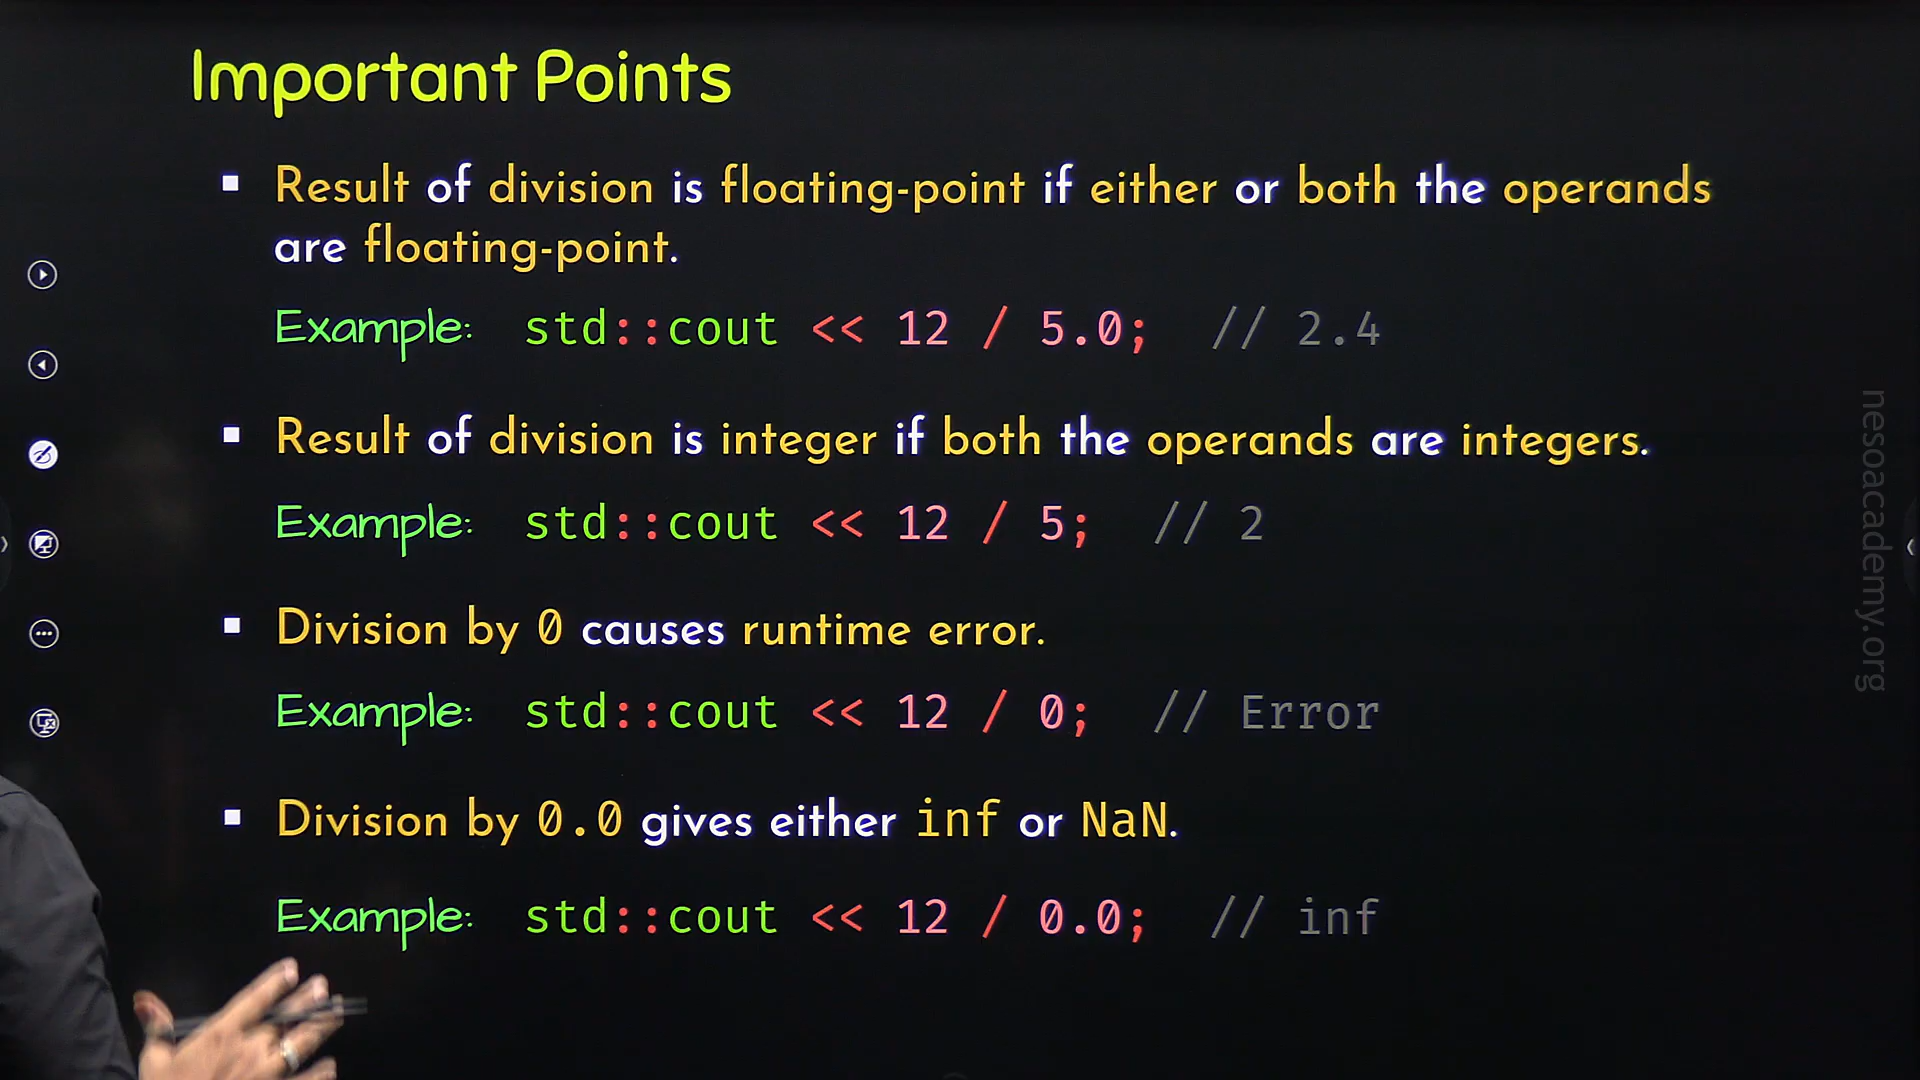 Important Points
▪ Result of division is floating-point if either or both the operands
are floating-point.
Example: std::cout << 12 / 5.0; // 2.4
▪ Result of division is integer if both the operands are integers.
Example: std::cout << 12 / 5; // 2
▪ Division by 0 causes runtime error.
Example: std::cout << 12 / 0; // Error
▪ Division by 0.0 gives either inf or NaN.
Example: std::cout << 12 / 0.0; // inf
nesoacademy.org